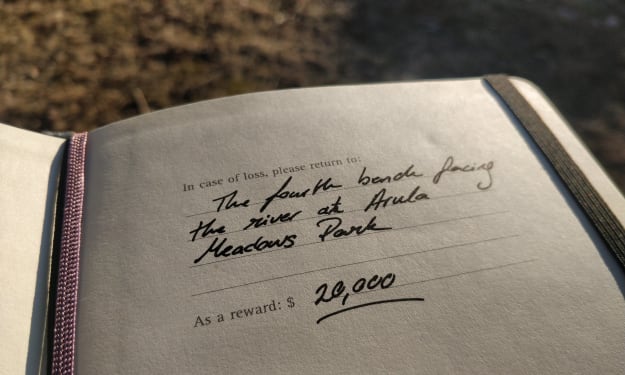 In case of loss, please return to:
The fourth bench facing
the river at Arula
Meadows Park
As a reward: $ 20,000